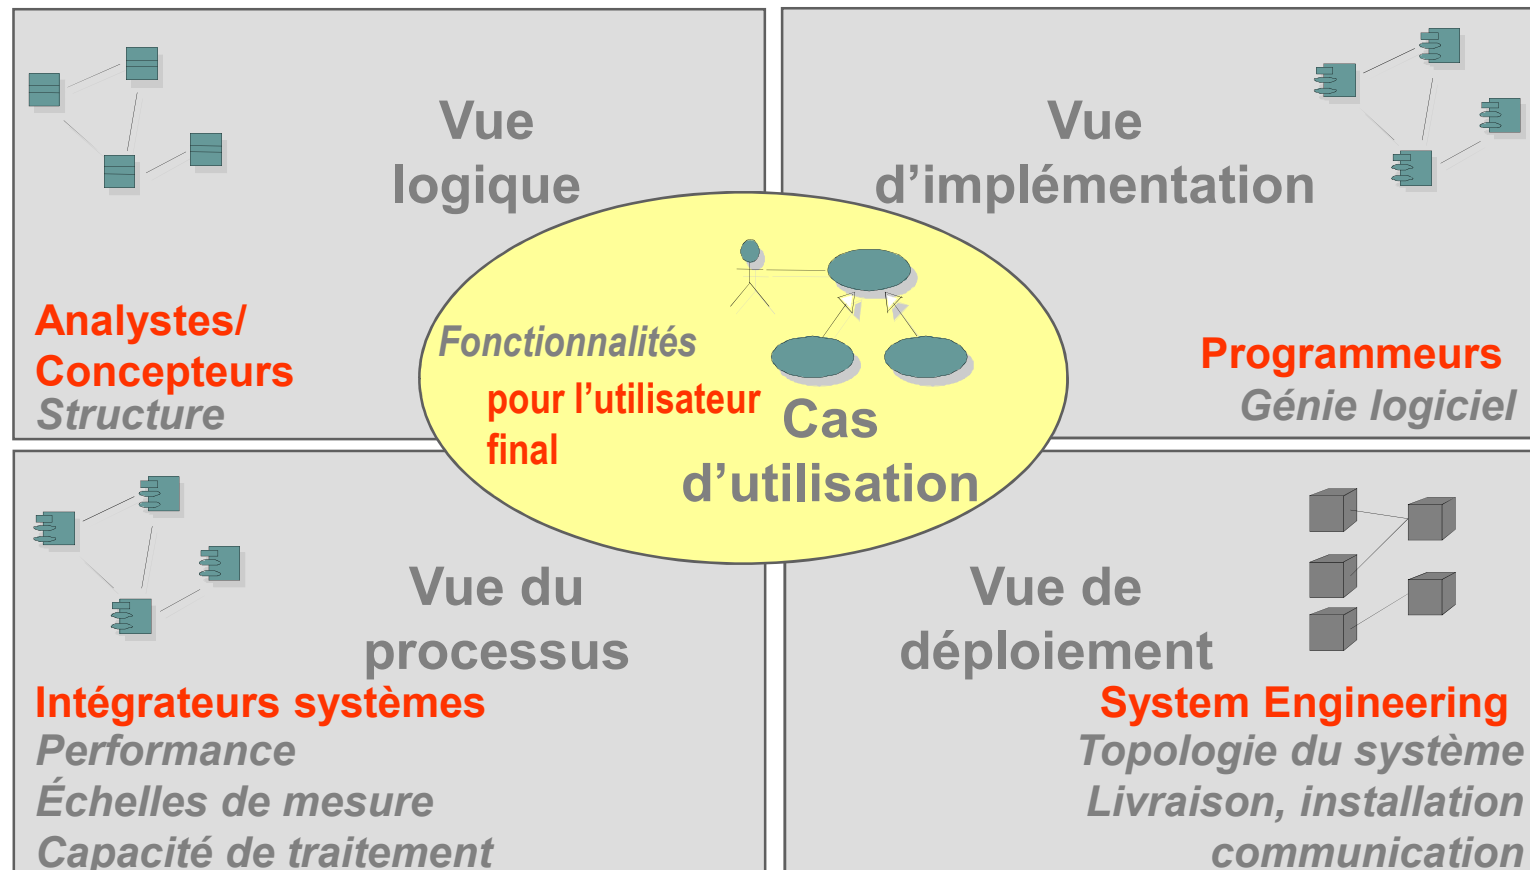 Vue
logique
Analystes/
Concepteurs
Structure
Vue
d’implémentation
Programmeurs
Génie logiciel
Fonctionnalités
pour l’utilisateur
final
Cas
d’utilisation
Vue du
processus
Intégrateurs systèmes
Performance
Échelles de mesure
Capacité de traitement
Vue de
déploiement
System Engineering
Topologie du système
Livraison, installation
communication